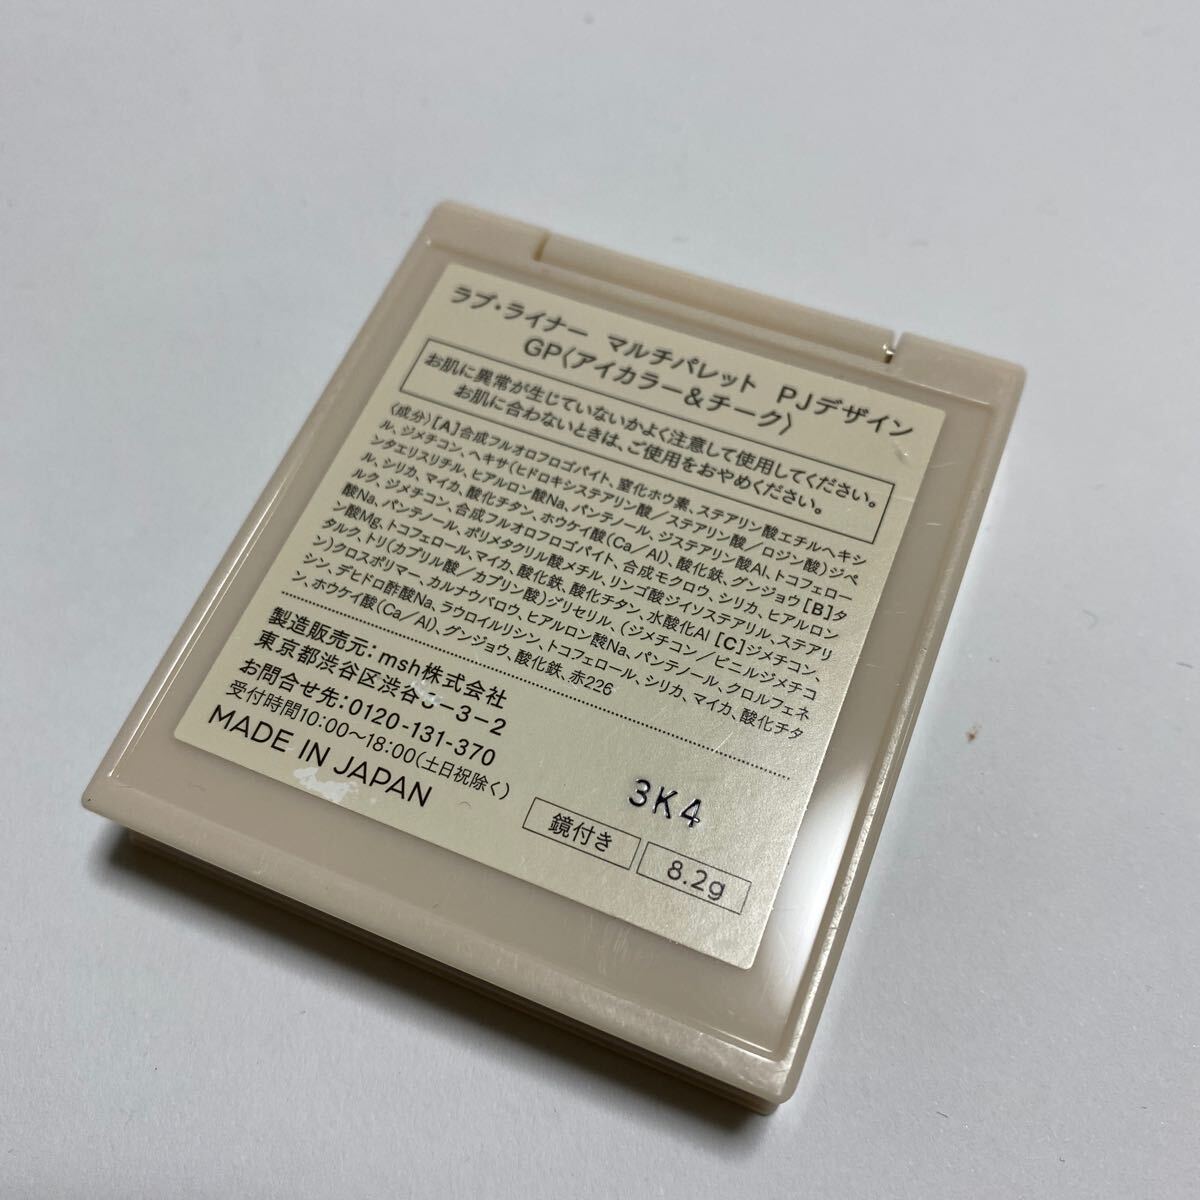 ラブ・ライナー マルチパレット PJデザイン
GP〈アイカラー&チーク〉
お肌に異常が生じていないかよく注意して使用してください。
お肌に合わないときは、ご使用をおやめください。
〈成分〉[A]合成フルオロフロゴパイト、窒化ホウ素、ステアリン酸エチルヘキシ
ル、ジメチコン、ヘキサ(ヒドロキシステアリン酸/ステアリン酸/ロジン酸)ジペ
ンタエリスリチル、ヒアルロン酸Na、パンテノール、ジステアリン酸Al、トコフェロー
ル、シリカ、マイカ、酸化チタン、ホウケイ酸(Ca/Al)、酸化鉄、グンジョウ[B]タ
ルク、ジメチコン、合成フルオロフロゴパイト、合成モクロウ、シリカ、ヒアルロン
酸Na、パンテノール、ポリメタクリル酸メチル、リンゴ酸ジイソステアリル、ステアリ
ン酸Mg、トコフェロール、マイカ、酸化鉄、酸化チタン、水酸化Al[C]ジメチコン、
タルク、トリ(カプリル酸/カプリン酸)グリセリル、(ジメチコン/ビニルジメチコ
ン)クロスポリマー、カルナウバロウ、ヒアルロン酸Na、パンテノール、クロルフェネ
シン、デヒドロ酢酸Na、ラウロイルリシン、トコフェロール、シリカ、マイカ、酸化チタ
ン、ホウケイ酸(Ca/Al)、グンジョウ、酸化鉄、赤226
製造販売元:msh株式会社
東京都渋谷区渋谷3-3-2
お問合せ先:0120-131-370
受付時間10:00〜18:00(土日祝除く)
MADE IN JAPAN
3K4
鏡付き
8.2g